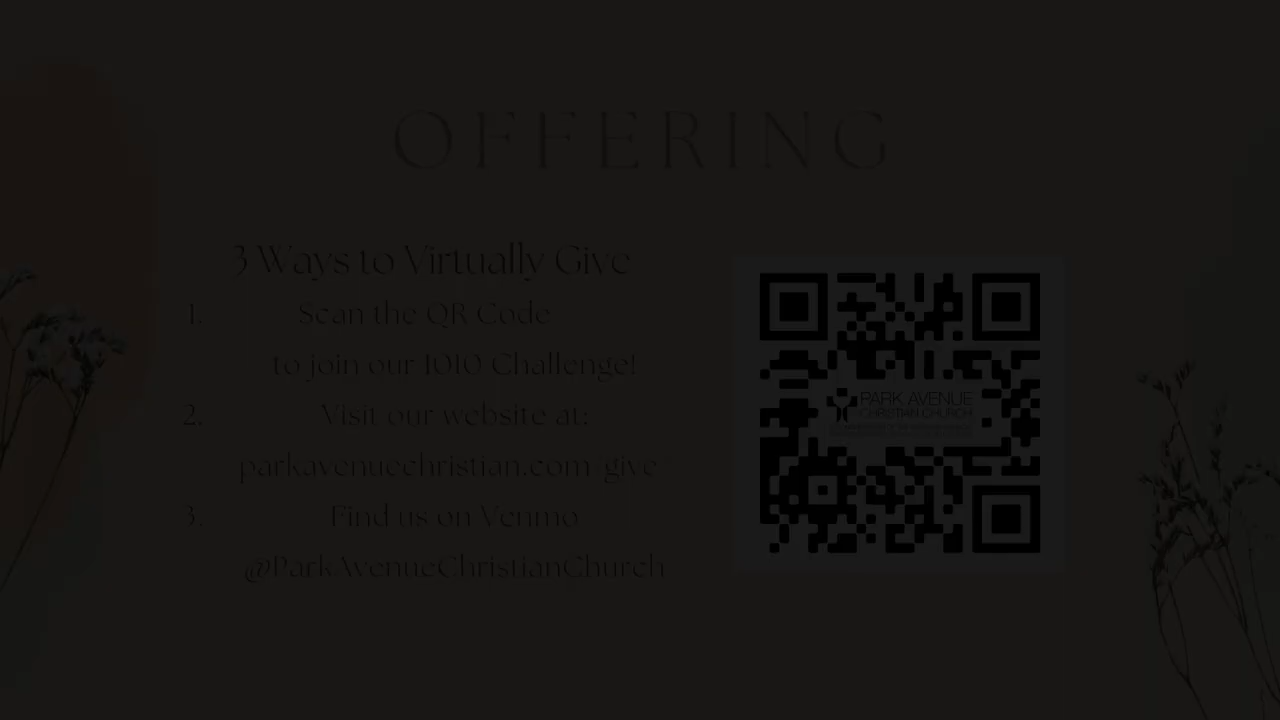 OFFERING
3 Ways to Virtually Give
1. Scan the QR Code
to join our 1010 Challenge!
2. Visit our website at:
parkavenuechristian.com/give
3. Find us on Venmo
@ParkAvenueChristianChurch
PARK AVENUE
CHRISTIAN CHURCH